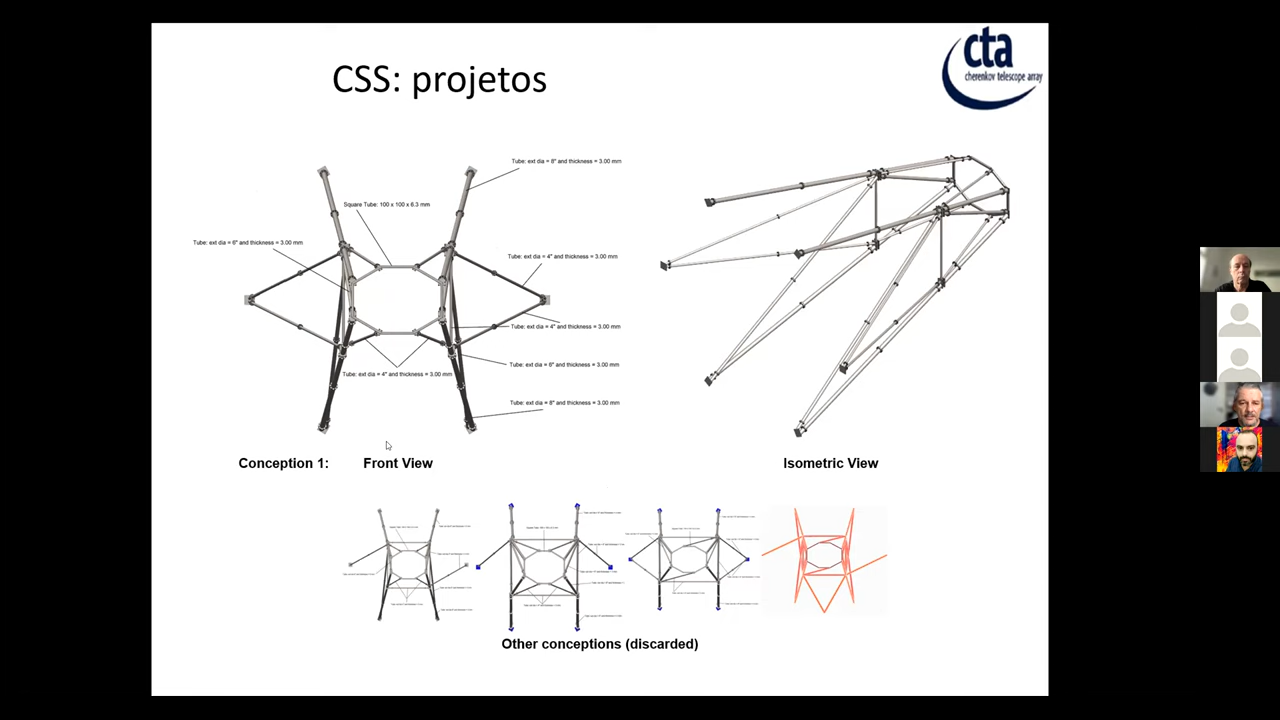 CSS: projetos
cta
cherenkov telescope array
Tube: ext dia = 8" and thickness = 3.00 mm
Square Tube: 100 x 100 x 6.3 mm
Tube: ext dia = 6" and thickness = 3.00 mm
Tube: ext dia = 4" and thickness = 3.00 mm
Tube: ext dia = 4" and thickness = 3.00 mm
Tube: ext dia = 6" and thickness = 3.00 mm
Tube: ext dia = 4" and thickness = 3.00 mm
Tube: ext dia = 8" and thickness = 3.00 mm
Conception 1: Front View
Isometric View
Other conceptions (discarded)